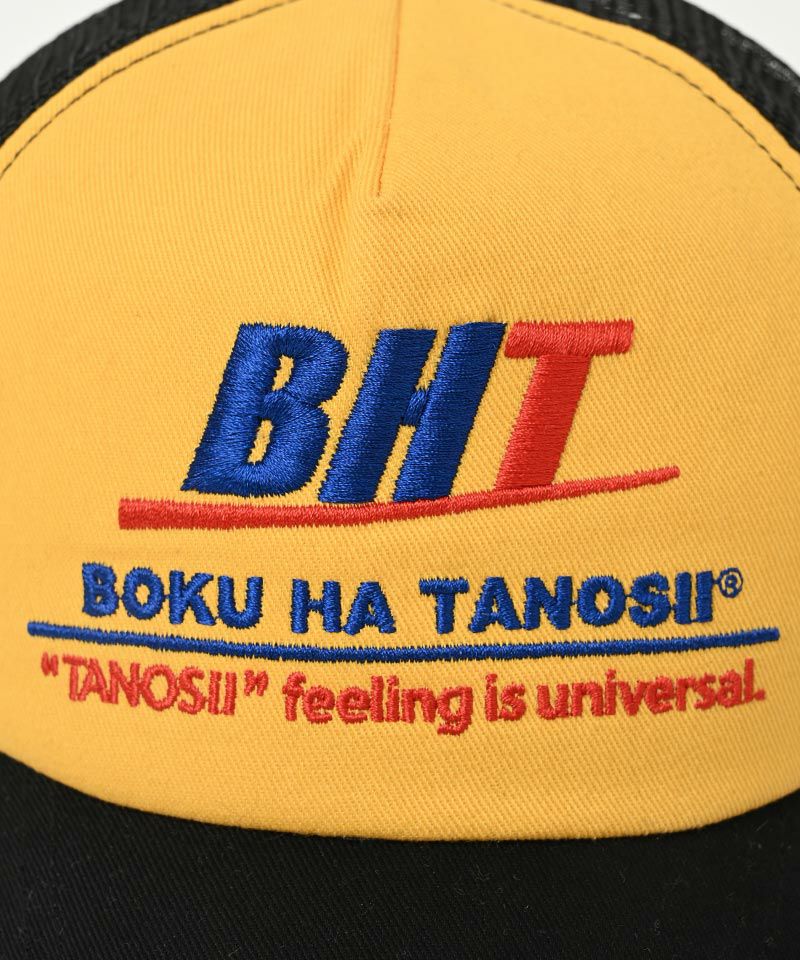 BHT
BOKU HA TANOSII®
“TANOSII” feeling is universal.